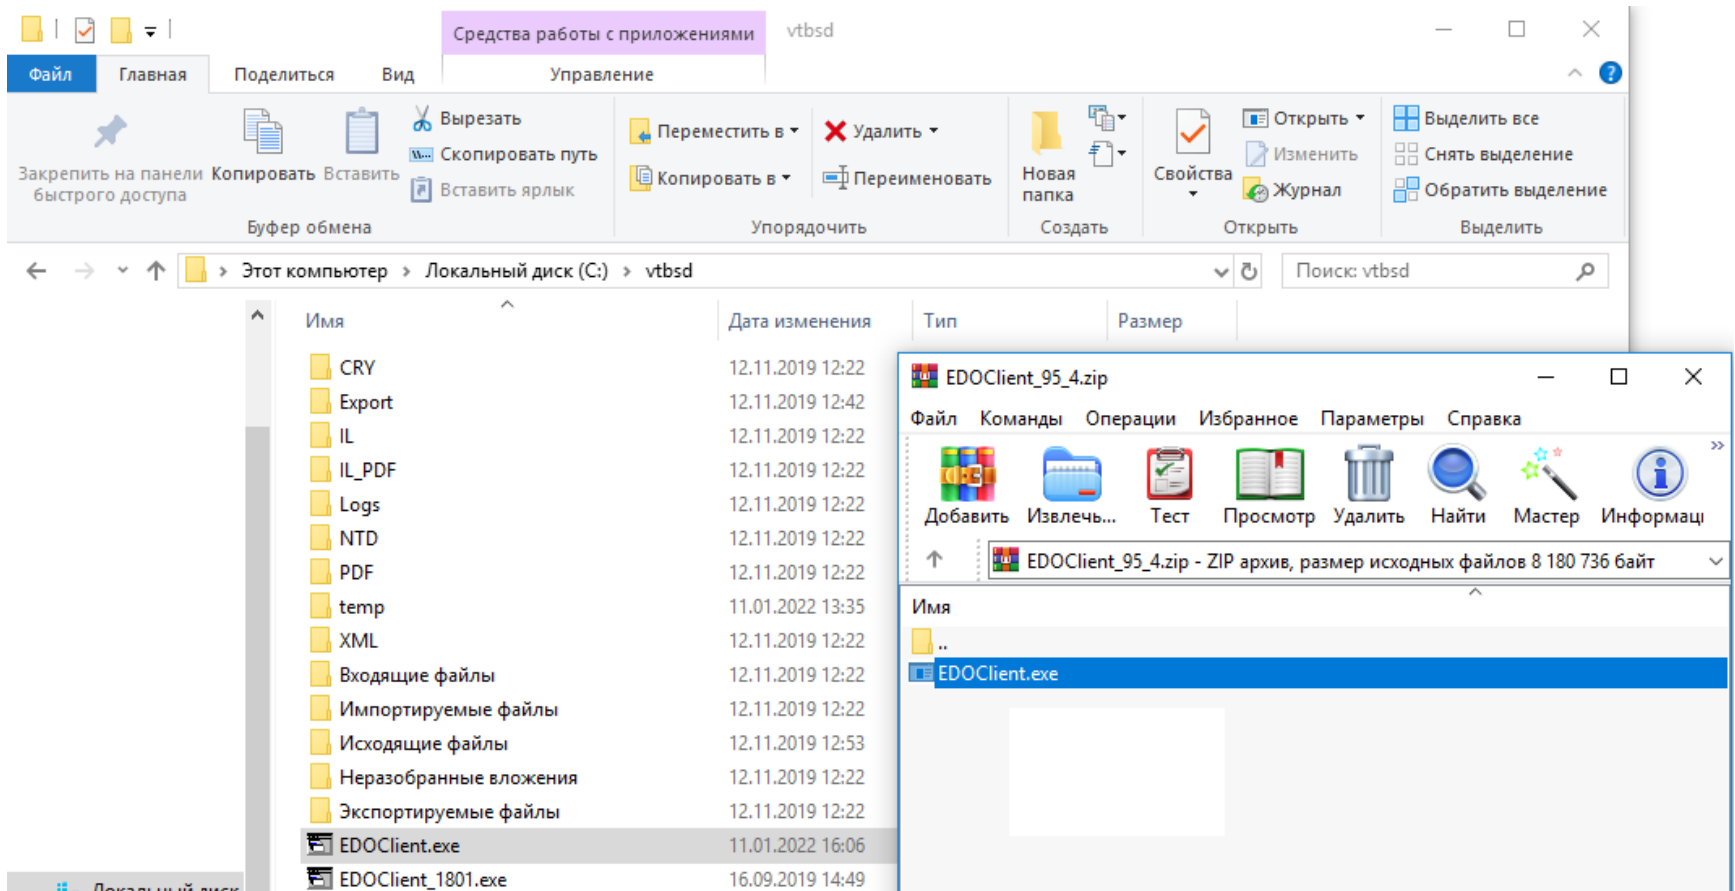 Средства работы с приложениями vtbsd
Файл Главная Поделиться Вид Управление
Закрепить на панели быстрого доступа
Копировать
Вставить
Вырезать
Скопировать путь
Вставить ярлык
Буфер обмена
Переместить в
Копировать в
Удалить
Переименовать
Упорядочить
Новая папка
Создать
Свойства
Открыть
Изменить
Журнал
Открыть
Выделить все
Снять выделение
Обратить выделение
Выделить
Этот компьютер > Локальный диск (C:) > vtbsd
Поиск: vtbsd
Имя Дата изменения Тип Размер
CRY 12.11.2019 12:22
Export 12.11.2019 12:42
IL 12.11.2019 12:22
IL_PDF 12.11.2019 12:22
Logs 12.11.2019 12:22
NTD 12.11.2019 12:22
PDF 12.11.2019 12:22
temp 11.01.2022 13:35
XML 12.11.2019 12:22
Входящие файлы 12.11.2019 12:22
Импортируемые файлы 12.11.2019 12:22
Исходящие файлы 12.11.2019 12:53
Неразобранные вложения 12.11.2019 12:22
Экспортируемые файлы 12.11.2019 12:22
EDOClient.exe 11.01.2022 16:06
EDOClient_1801.exe 16.09.2019 14:49
Локальный диск
EDOClient_95_4.zip
Файл Команды Операции Избранное Параметры Справка
Добавить Извлечь... Тест Просмотр Удалить Найти Мастер Информац
EDOClient_95_4.zip - ZIP архив, размер исходных файлов 8 180 736 байт
Имя
..
EDOClient.exe